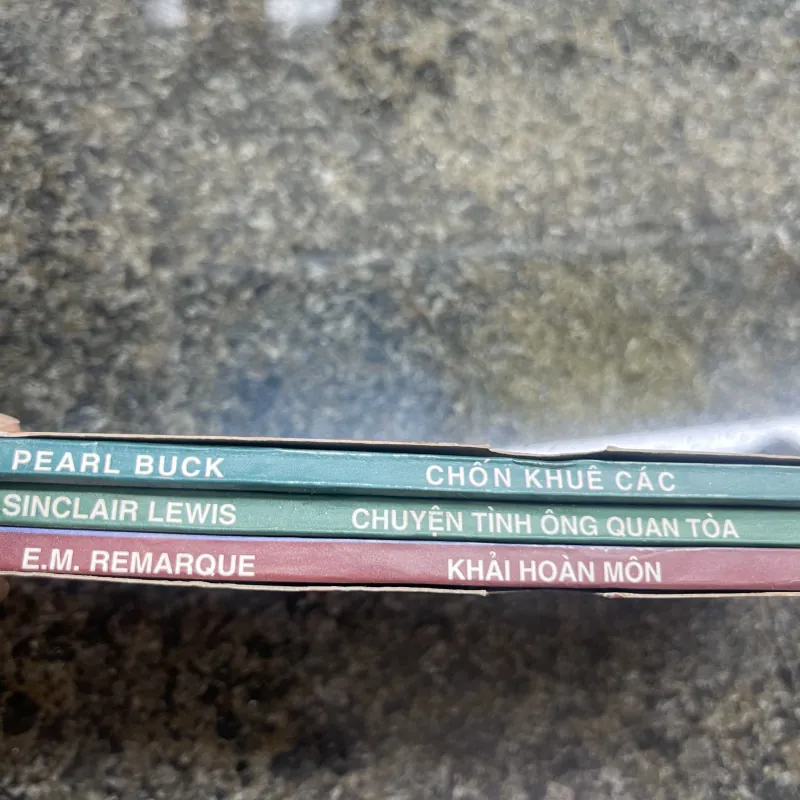 PEARL BUCK CHỐN KHUÊ CÁC
SINCLAIR LEWIS CHUYỆN TÌNH ÔNG QUAN TÒA
E.M. REMARQUE KHẢI HOÀN MÔN